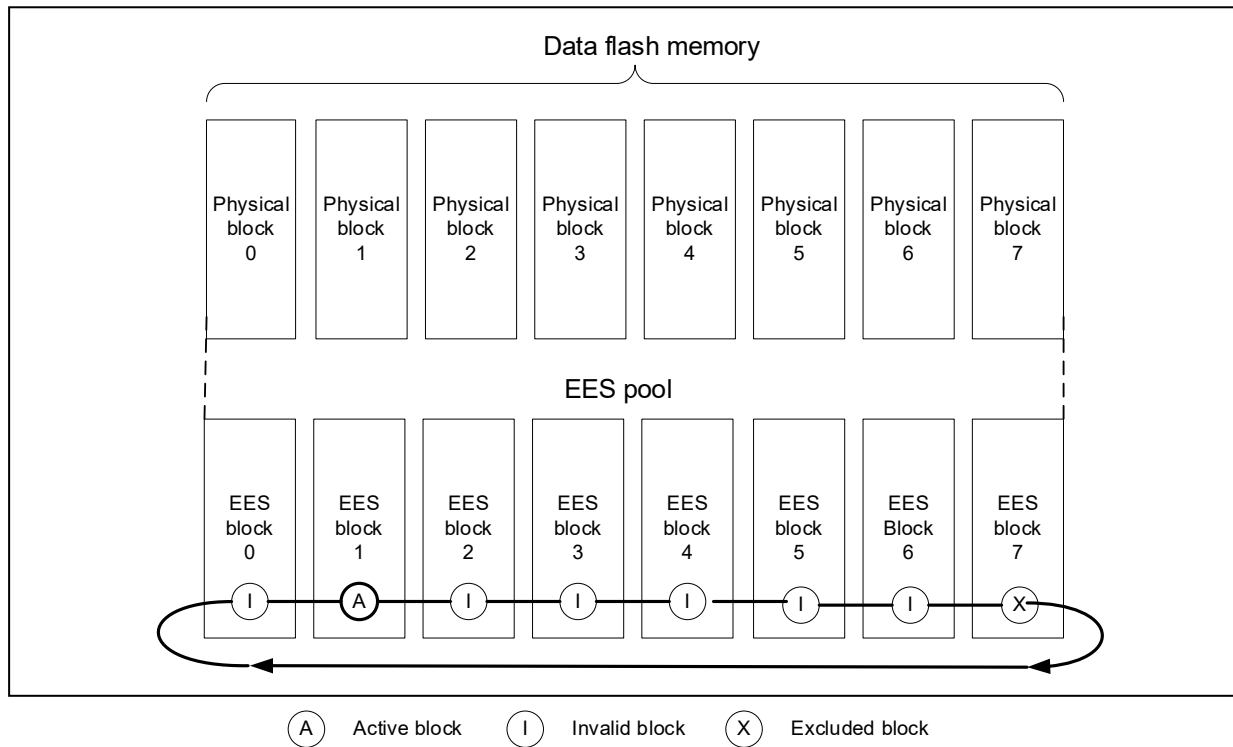 Data flash memory
Physical
block
0
Physical
block
1
Physical
block
2
Physical
block
3
Physical
block
4
Physical
block
5
Physical
block
6
Physical
block
7
EES pool
EES
block
0
EES
block
1
EES
block
2
EES
block
3
EES
block
4
EES
block
5
EES
Block
6
EES
block
7
I
A
I
I
I
I
I
X
A Active block
I Invalid block
X Excluded block